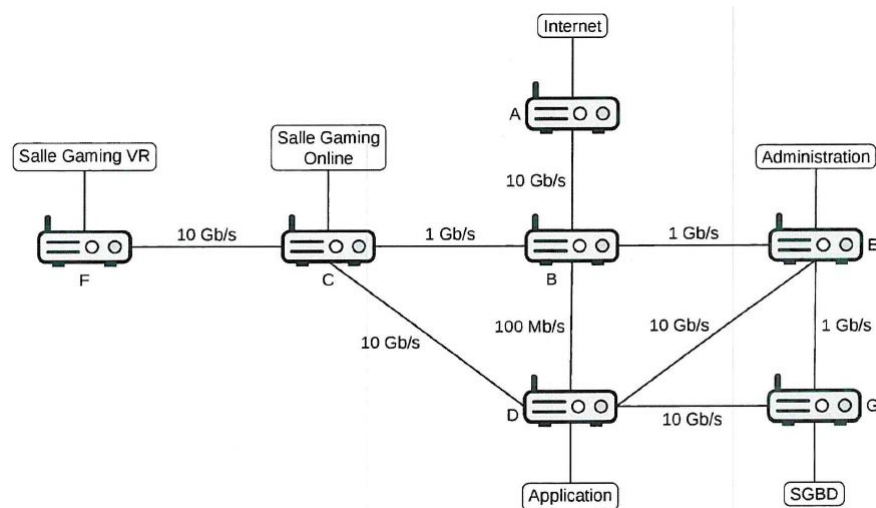 Internet
A
Salle Gaming VR
Salle Gaming
Online
Administration
10 Gb/s
10 Gb/s
1 Gb/s
1 Gb/s
E
F
C
B
100 Mb/s
10 Gb/s
1 Gb/s
10 Gb/s
D
G
10 Gb/s
Application
SGBD